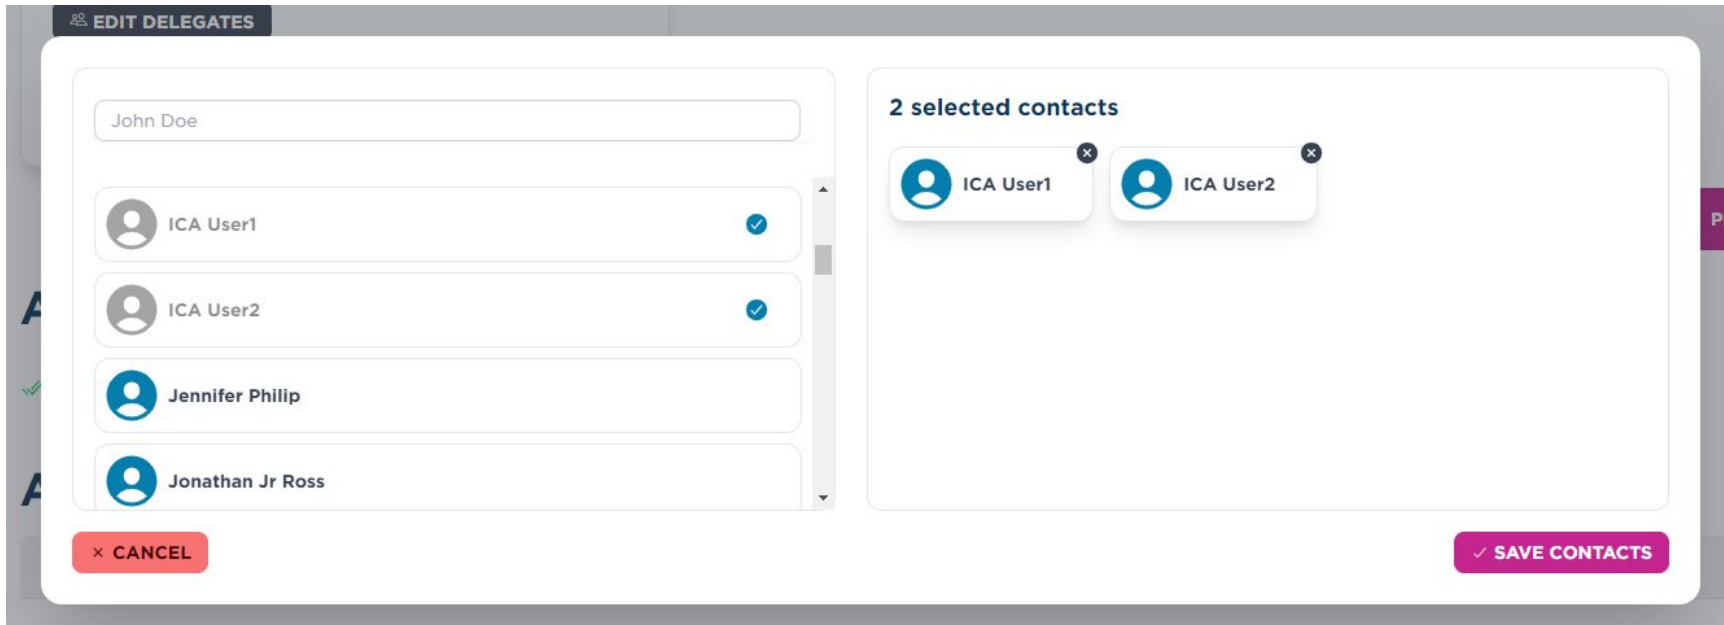 EDIT DELEGATES
John Doe
ICA User1
ICA User2
Jennifer Philip
Jonathan Jr Ross
2 selected contacts
ICA User1 ICA User2
P
A
A
× CANCEL
SAVE CONTACTS